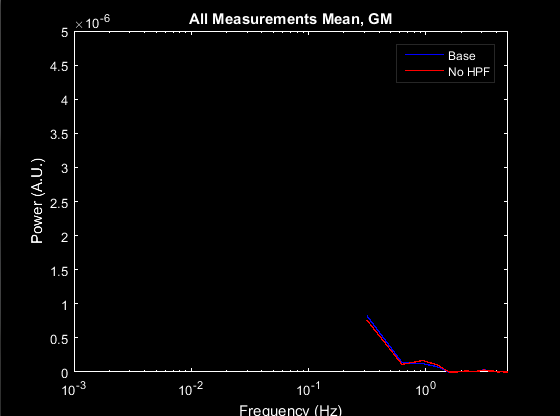 All Measurements Mean, GM
×10⁻⁶
5
4.5
4
3.5
3
2.5
2
1.5
1
0.5
0
Power (A.U.)
Base
No HPF
10⁻³ 10⁻² 10⁻¹ 10⁰
Frequency (Hz)